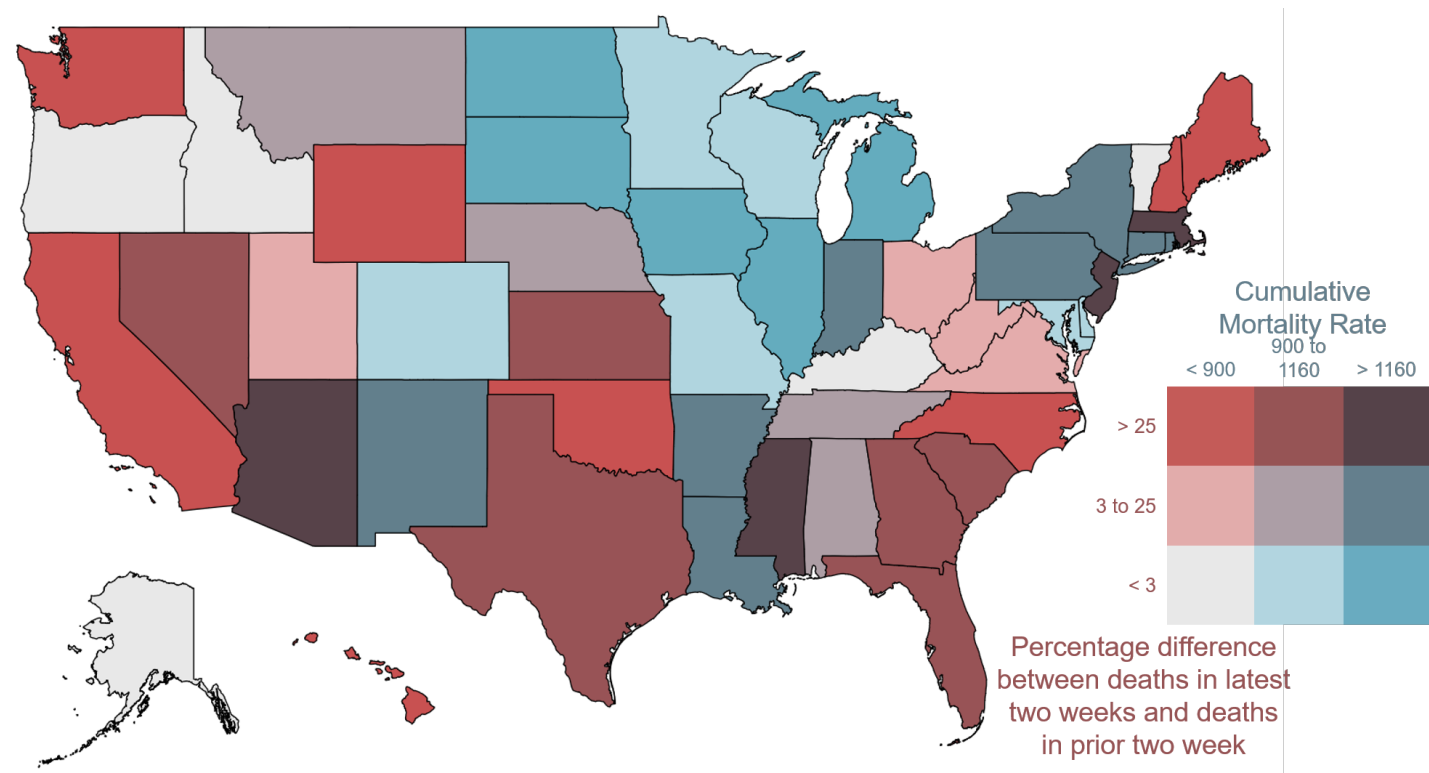 Cumulative
Mortality Rate
< 900
900 to
1160
> 1160
> 25
3 to 25
< 3
Percentage difference
between deaths in latest
two weeks and deaths
in prior two week